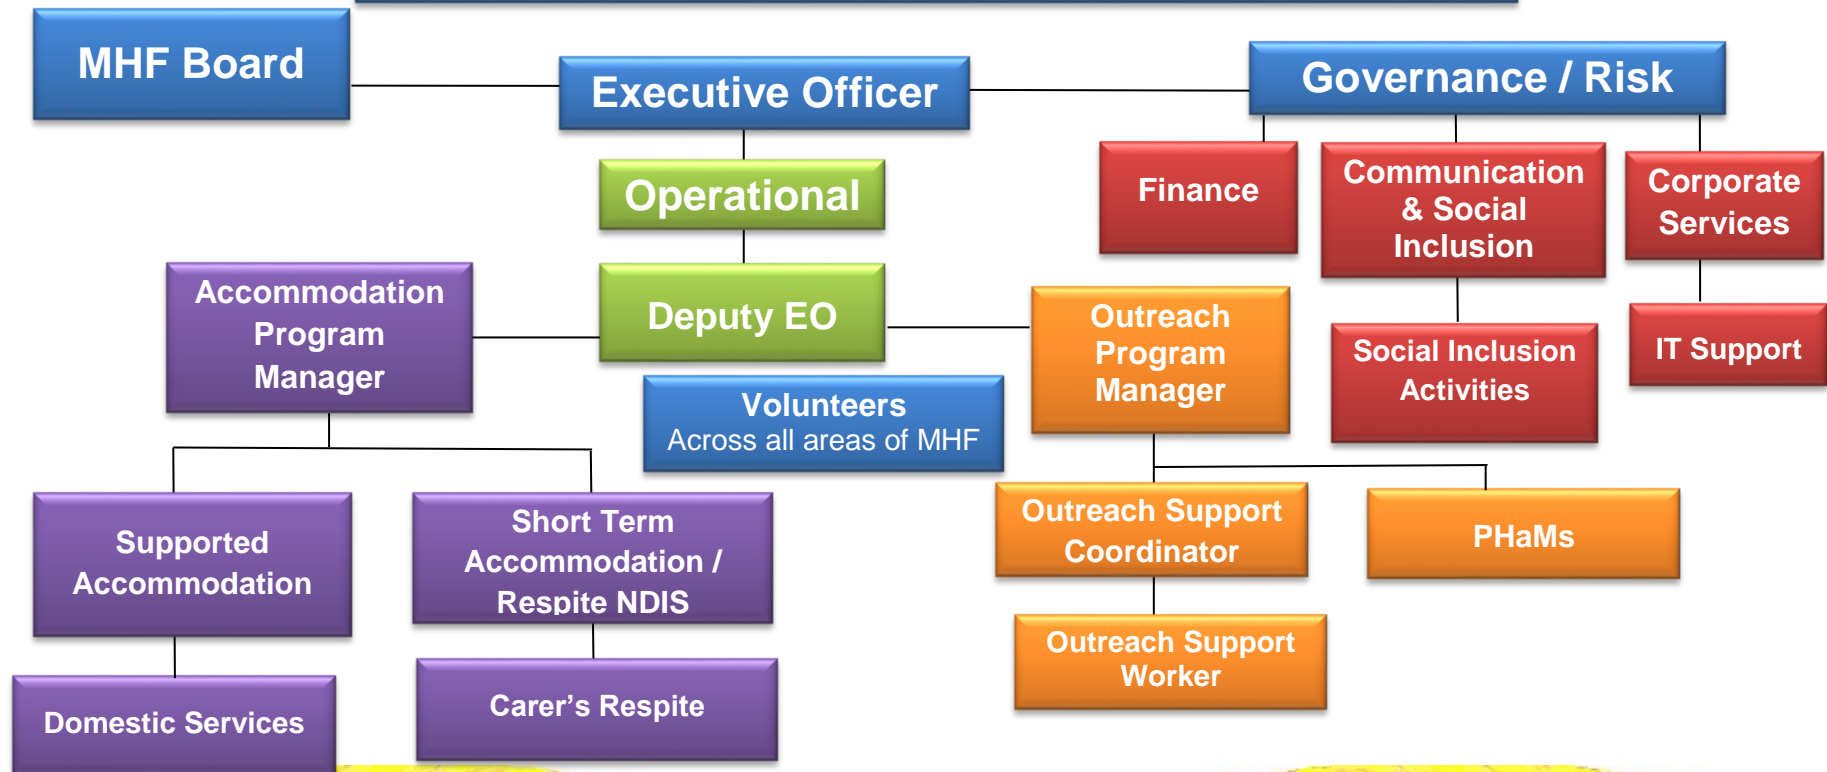 MHF Board
Executive Officer
Governance / Risk
Operational
Finance
Communication
& Social
Inclusion
Corporate
Services
Accommodation
Program
Manager
Deputy EO
Outreach
Program
Manager
Social Inclusion
Activities
IT Support
Volunteers
Across all areas of MHF
Supported
Accommodation
Short Term
Accommodation /
Respite NDIS
Outreach Support
Coordinator
PHaMs
Domestic Services
Carer’s Respite
Outreach Support
Worker